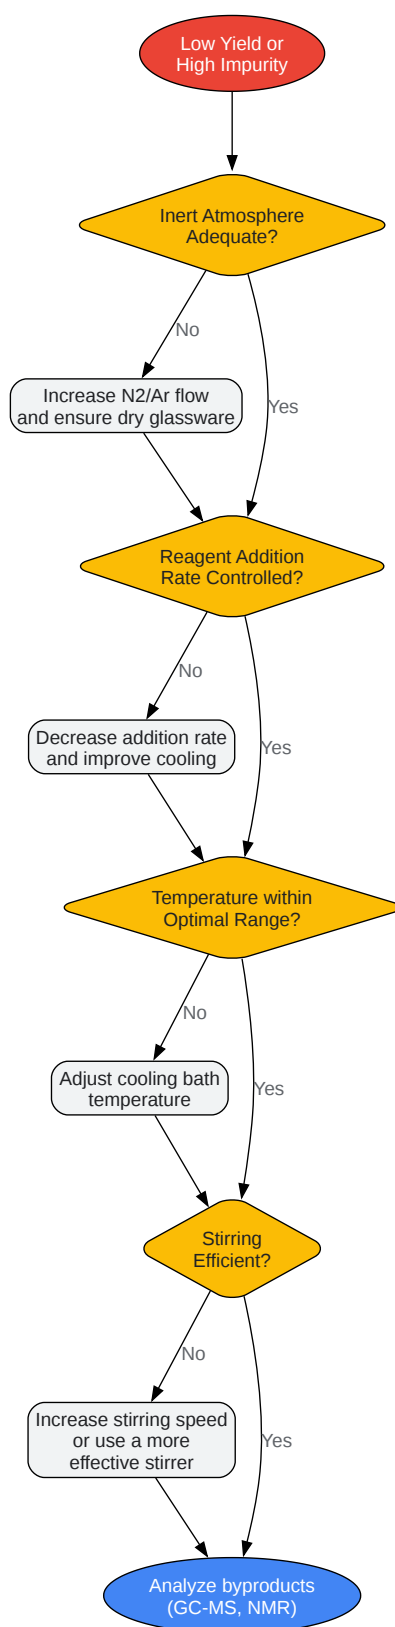 Low Yield or
High Impurity
Inert Atmosphere
Adequate?
No
Increase N2/Ar flow
and ensure dry glassware
Yes
Reagent Addition
Rate Controlled?
No
Decrease addition rate
and improve cooling
Yes
Temperature within
Optimal Range?
No
Adjust cooling bath
temperature
Yes
Stirring
Efficient?
No
Increase stirring speed
or use a more
effective stirrer
Yes
Analyze byproducts
(GC-MS, NMR)